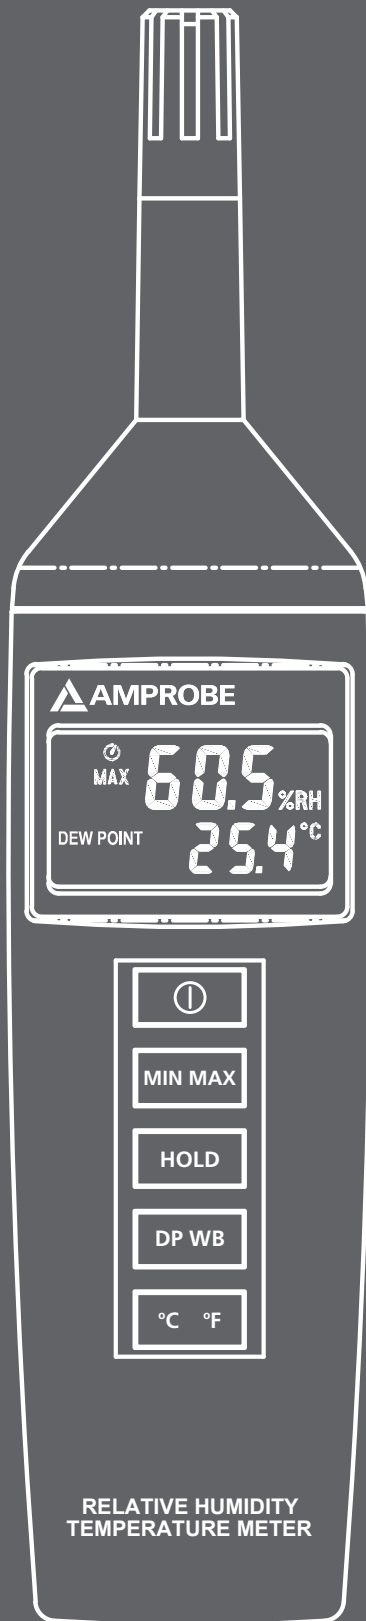 AMPROBE
MAX 60.5 %RH
DEW POINT 25.4 °C
MIN MAX
HOLD
DP WB
°C °F
RELATIVE HUMIDITY
TEMPERATURE METER